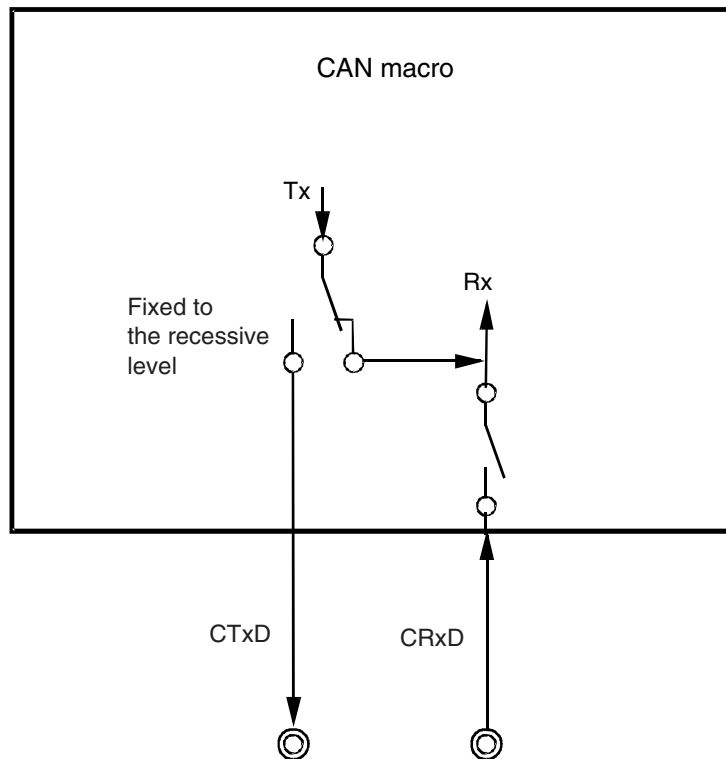 CAN macro
Tx
Rx
Fixed to
the recessive
level
CTxD
CRxD